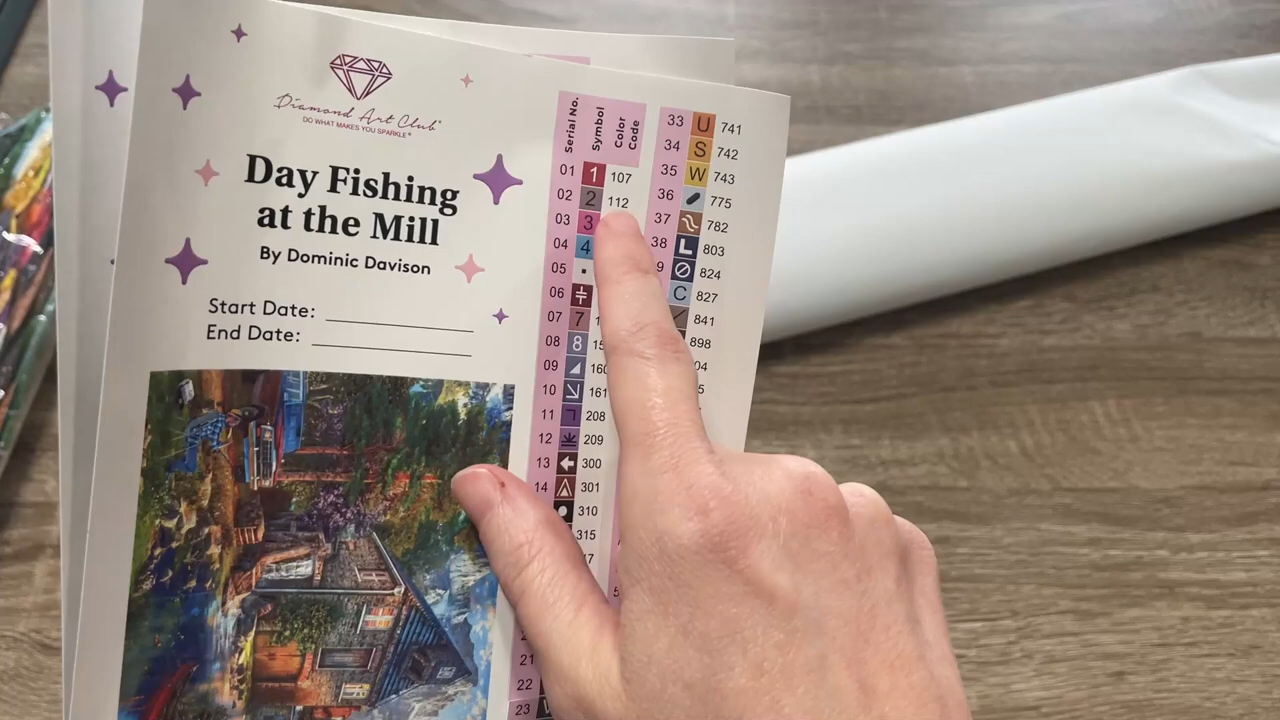 Diamond Art Club®
DO WHAT MAKES YOU SPARKLE®
Day Fishing
at the Mill
By Dominic Davison
Start Date:
End Date:
Serial No. Symbol Color Code
01 1 107
02 2 112
03 3
04 4
05
06
07 7
08 8
09
10 161
11 208
12 209
13 300
14 301
310
315
21
22
23
33 U 741
34 S 742
35 W 743
36 775
37 782
38 L 803
824
C 827
841
898